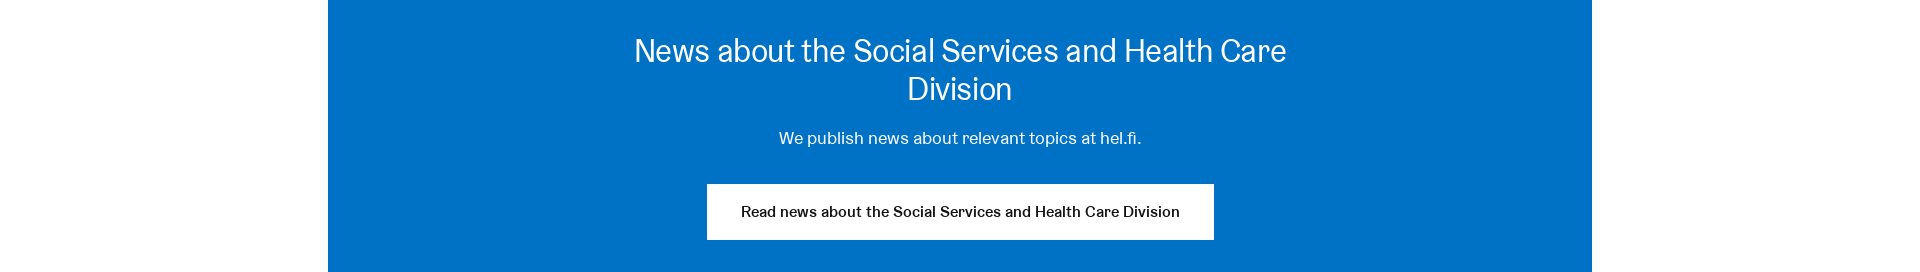 News about the Social Services and Health Care
Division
We publish news about relevant topics at hel.fi.
Read news about the Social Services and Health Care Division